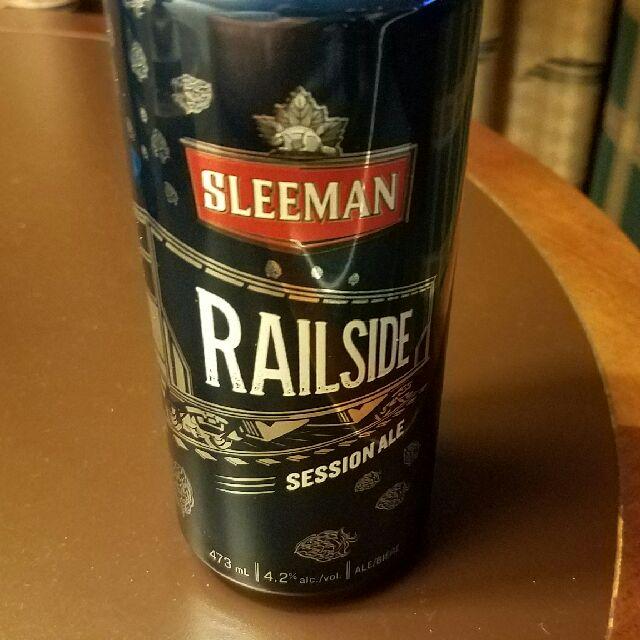 SLEEMAN
RAILSIDE
SESSION ALE
473 mL | 4.2% alc./vol. | ALE/BIÈRE